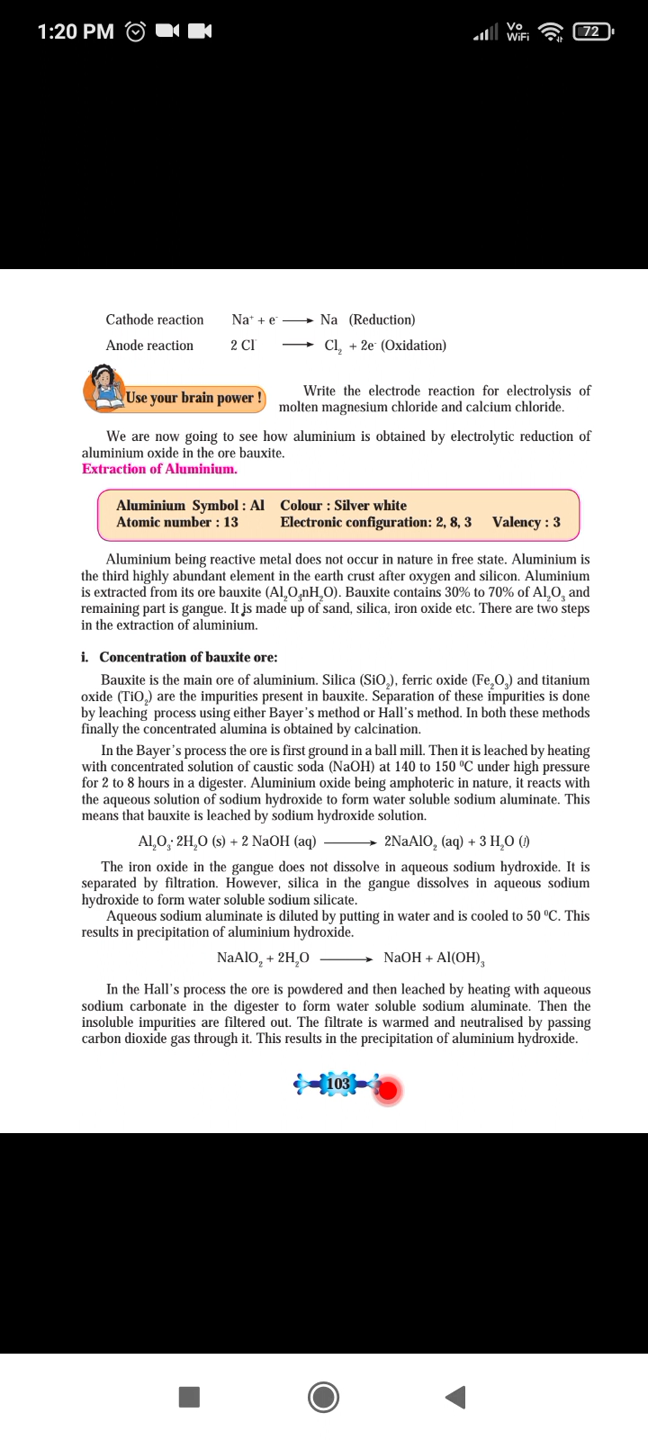 1:20 PM
Vo WiFi
72
Cathode reaction Na⁺ + e⁻ ⟶ Na (Reduction)
Anode reaction 2 Cl⁻ ⟶ Cl₂ + 2e⁻ (Oxidation)
Use your brain power !
Write the electrode reaction for electrolysis of
molten magnesium chloride and calcium chloride.
We are now going to see how aluminium is obtained by electrolytic reduction of
aluminium oxide in the ore bauxite.
Extraction of Aluminium.
Aluminium Symbol : Al Colour : Silver white
Atomic number : 13 Electronic configuration: 2, 8, 3 Valency : 3
Aluminium being reactive metal does not occur in nature in free state. Aluminium is
the third highly abundant element in the earth crust after oxygen and silicon. Aluminium
is extracted from its ore bauxite (Al₂O₃nH₂O). Bauxite contains 30% to 70% of Al₂O₃ and
remaining part is gangue. It is made up of sand, silica, iron oxide etc. There are two steps
in the extraction of aluminium.
i. Concentration of bauxite ore:
Bauxite is the main ore of aluminium. Silica (SiO₂), ferric oxide (Fe₂O₃) and titanium
oxide (TiO₂) are the impurities present in bauxite. Separation of these impurities is done
by leaching process using either Bayer's method or Hall's method. In both these methods
finally the concentrated alumina is obtained by calcination.
In the Bayer's process the ore is first ground in a ball mill. Then it is leached by heating
with concentrated solution of caustic soda (NaOH) at 140 to 150 ⁰C under high pressure
for 2 to 8 hours in a digester. Aluminium oxide being amphoteric in nature, it reacts with
the aqueous solution of sodium hydroxide to form water soluble sodium aluminate. This
means that bauxite is leached by sodium hydroxide solution.
Al₂O₃· 2H₂O (s) + 2 NaOH (aq) ⟶ 2NaAlO₂ (aq) + 3 H₂O (l)
The iron oxide in the gangue does not dissolve in aqueous sodium hydroxide. It is
separated by filtration. However, silica in the gangue dissolves in aqueous sodium
hydroxide to form water soluble sodium silicate.
Aqueous sodium aluminate is diluted by putting in water and is cooled to 50 ⁰C. This
results in precipitation of aluminium hydroxide.
NaAlO₂ + 2H₂O ⟶ NaOH + Al(OH)₃
In the Hall's process the ore is powdered and then leached by heating with aqueous
sodium carbonate in the digester to form water soluble sodium aluminate. Then the
insoluble impurities are filtered out. The filtrate is warmed and neutralised by passing
carbon dioxide gas through it. This results in the precipitation of aluminium hydroxide.
103